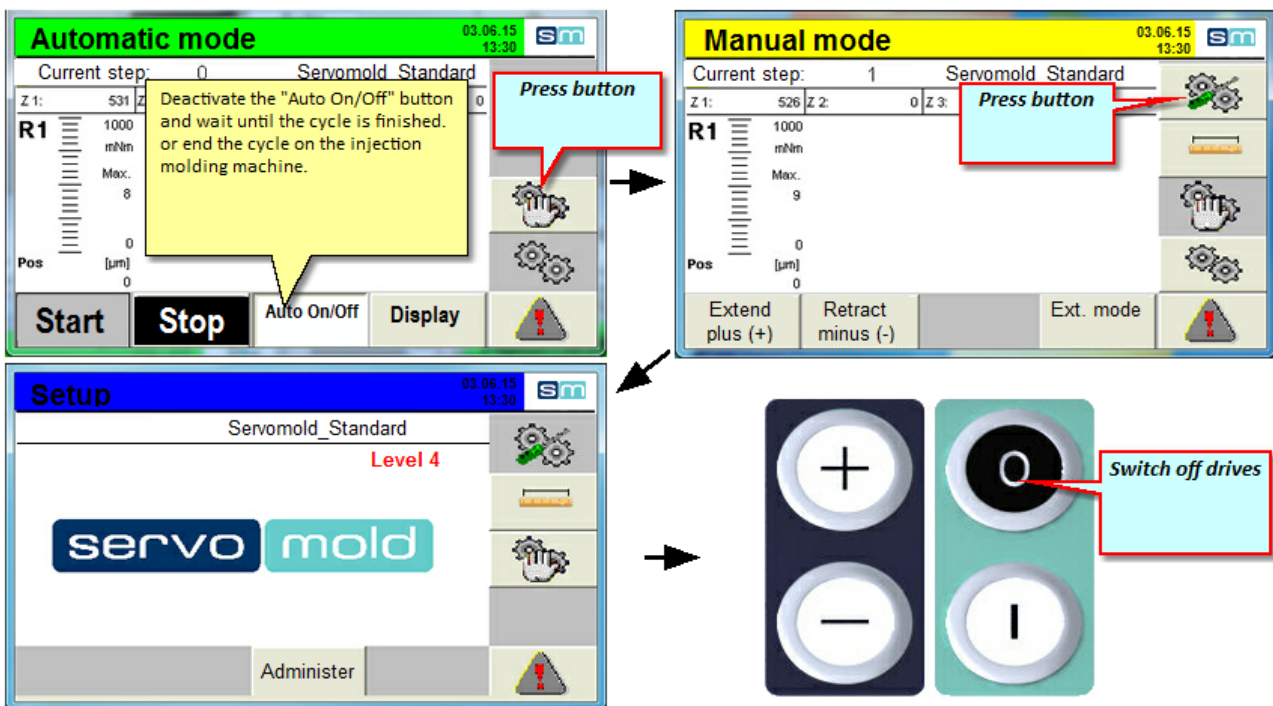 Automatic mode
03.06.15
13:30
sm
Current step: 0 Servomold_Standard
Z 1: 531 Z 0
R1 1000
mNm
Max.
8
0
Pos [µm]
0
Deactivate the "Auto On/Off" button
and wait until the cycle is finished.
or end the cycle on the injection
molding machine.
Press button
Start Stop Auto On/Off Display
Manual mode
03.06.15
13:30
sm
Current step: 1 Servomold_Standard
Z 1: 526 Z 2: 0 Z 3:
Press button
R1 1000
mNm
Max.
9
0
Pos [µm]
0
Extend
plus (+)
Retract
minus (-)
Ext. mode
Setup
03.06.15
13:30
sm
Servomold_Standard
Level 4
servo mold
Administer
+ O
− I
Switch off drives